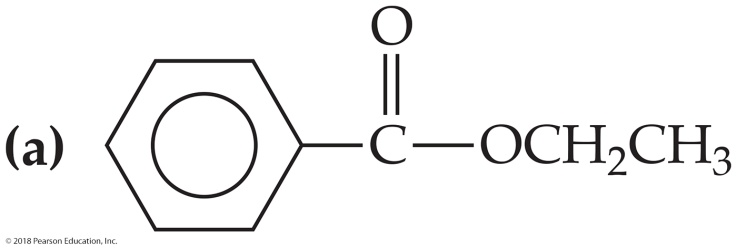 O
(a) C OCH₂CH₃
© 2018 Pearson Education, Inc.